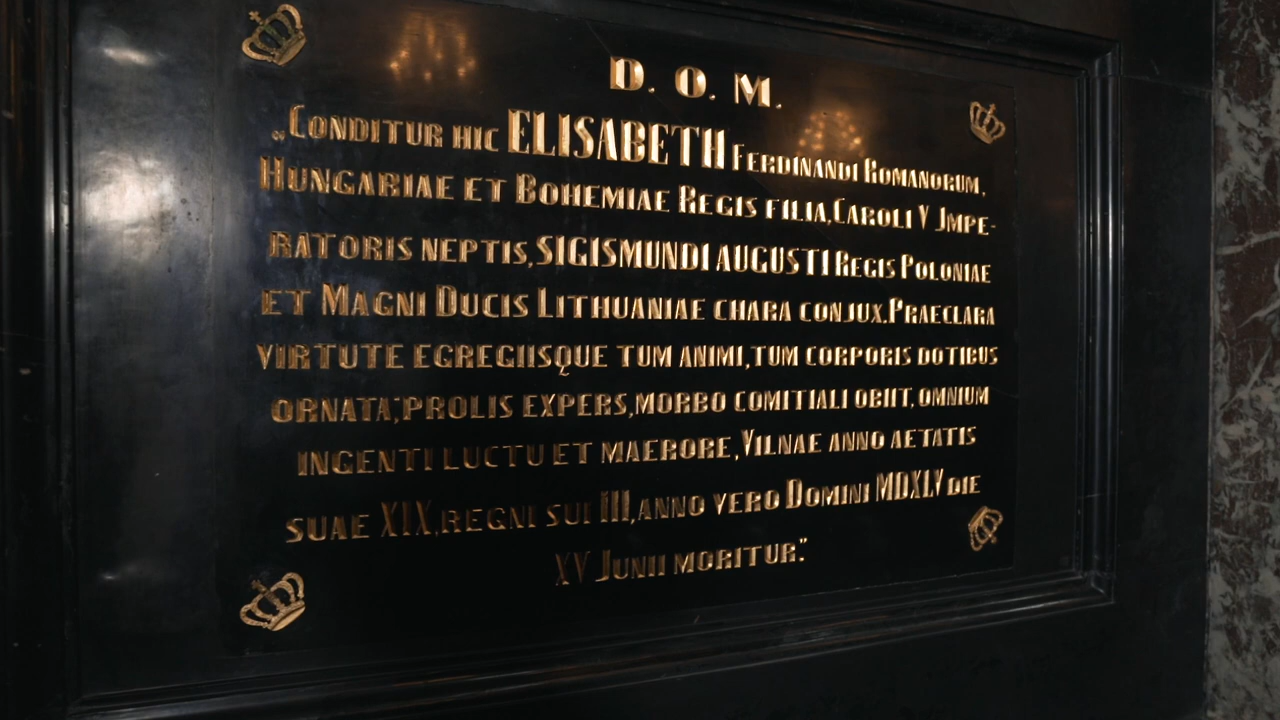 D. O. M.
„Conditur hic ELISABETH Ferdinandi Romanorum,
Hungariae et Bohemiae Regis filia, Caroli V Jmpe-
ratoris neptis, SIGISMUNDI AUGUSTI Regis Poloniae
et Magni Ducis Lithuaniae chara conjux. Praeclara
virtute egregiisque tum animi, tum corporis dotibus
ornata; prolis expers, morbo comitiali obiit, omnium
ingenti luctu et maerore, Vilnae anno aetatis
suae XIX, regni sui III, anno vero Domini MDXLV die
XV Junii moritur."